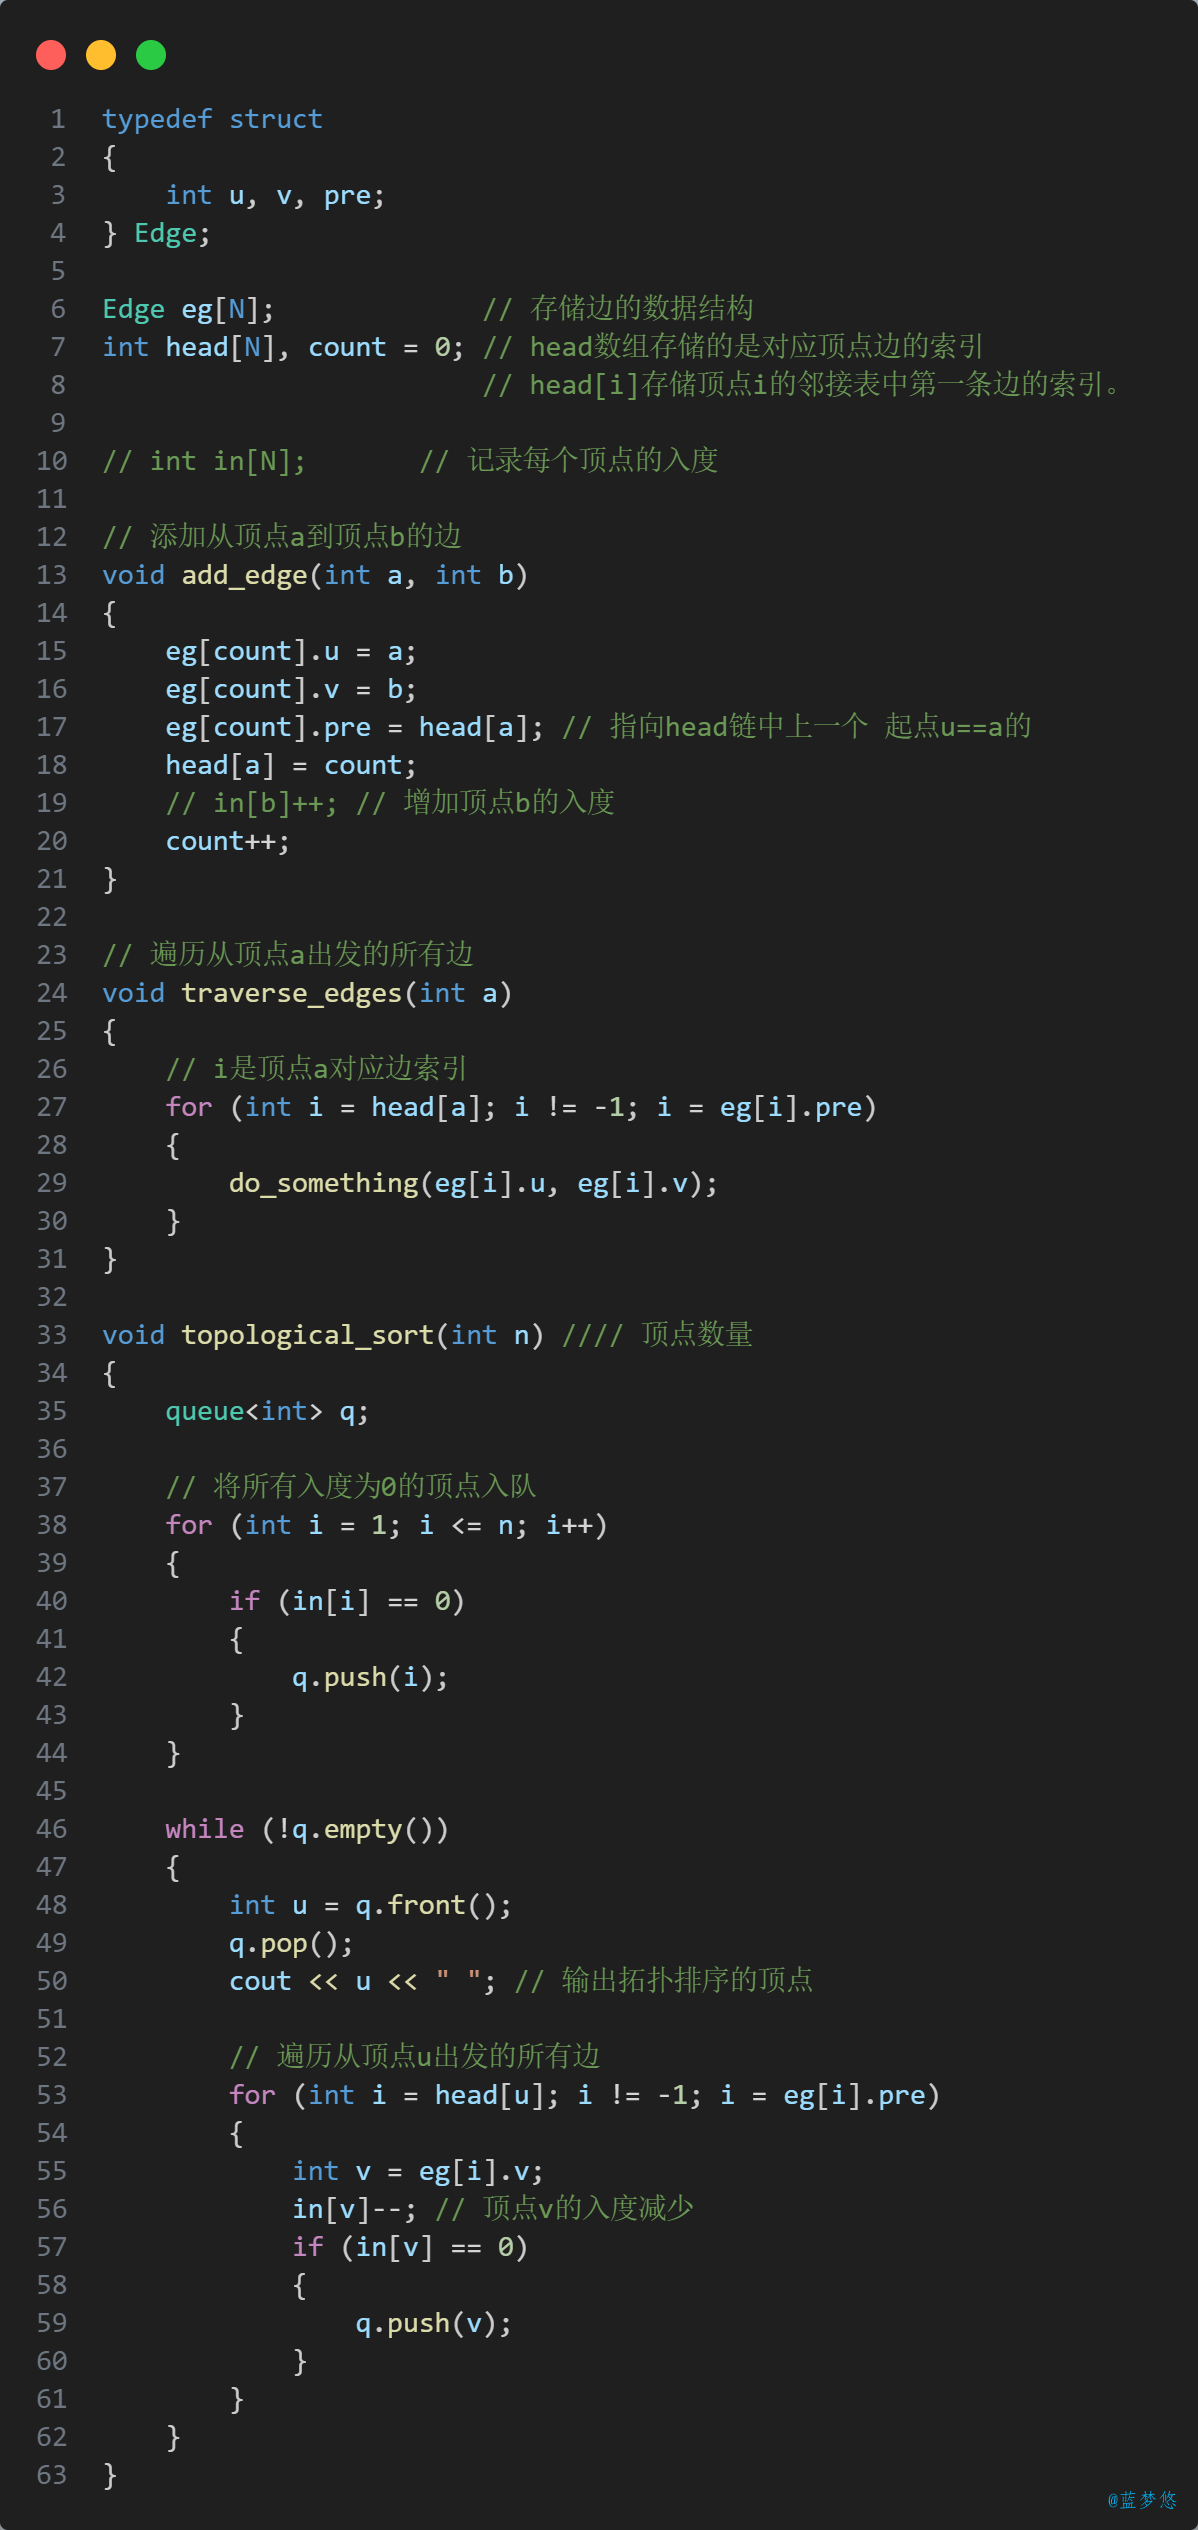 1 typedef struct
2 {
3     int u, v, pre;
4 } Edge;
5
6 Edge eg[N];             // 存储边的数据结构
7 int head[N], count = 0; // head数组存储的是对应顶点边的索引
8                         // head[i]存储顶点i的邻接表中第一条边的索引。
9
10 // int in[N];       // 记录每个顶点的入度
11
12 // 添加从顶点a到顶点b的边
13 void add_edge(int a, int b)
14 {
15     eg[count].u = a;
16     eg[count].v = b;
17     eg[count].pre = head[a]; // 指向head链中上一个 起点u==a的
18     head[a] = count;
19     // in[b]++; // 增加顶点b的入度
20     count++;
21 }
22
23 // 遍历从顶点a出发的所有边
24 void traverse_edges(int a)
25 {
26     // i是顶点a对应边索引
27     for (int i = head[a]; i != -1; i = eg[i].pre)
28     {
29         do_something(eg[i].u, eg[i].v);
30     }
31 }
32
33 void topological_sort(int n) //// 顶点数量
34 {
35     queue<int> q;
36
37     // 将所有入度为0的顶点入队
38     for (int i = 1; i <= n; i++)
39     {
40         if (in[i] == 0)
41         {
42             q.push(i);
43         }
44     }
45
46     while (!q.empty())
47     {
48         int u = q.front();
49         q.pop();
50         cout << u << " "; // 输出拓扑排序的顶点
51
52         // 遍历从顶点u出发的所有边
53         for (int i = head[u]; i != -1; i = eg[i].pre)
54         {
55             int v = eg[i].v;
56             in[v]--; // 顶点v的入度减少
57             if (in[v] == 0)
58             {
59                 q.push(v);
60             }
61         }
62     }
63 }
@蓝梦悠